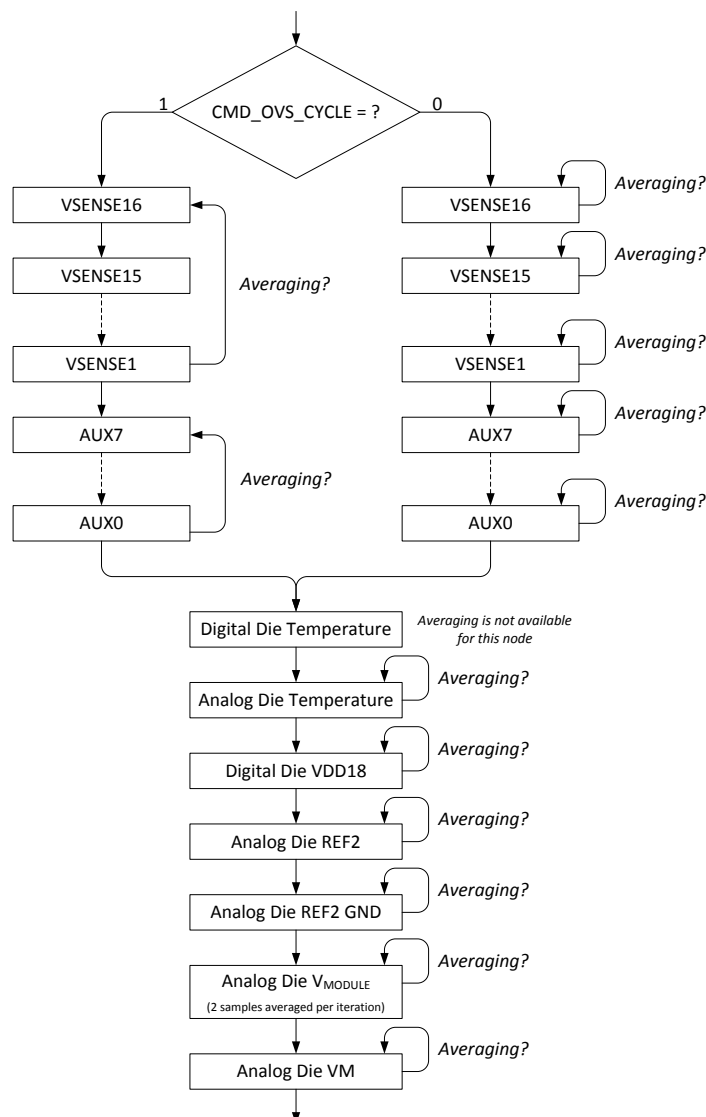 CMD_OVS_CYCLE = ?
1
0
VSENSE16
VSENSE15
VSENSE1
AUX7
AUX0
Averaging?
Averaging?
VSENSE16
Averaging?
VSENSE15
Averaging?
VSENSE1
Averaging?
AUX7
Averaging?
AUX0
Averaging?
Digital Die Temperature
Averaging is not available
for this node
Analog Die Temperature
Averaging?
Digital Die VDD18
Averaging?
Analog Die REF2
Averaging?
Analog Die REF2 GND
Averaging?
Analog Die VMODULE
(2 samples averaged per iteration)
Averaging?
Analog Die VM
Averaging?